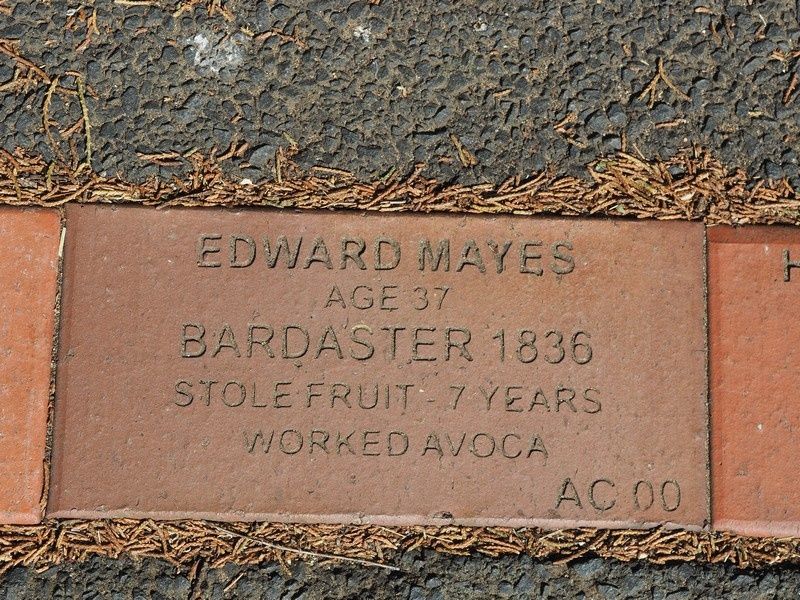 EDWARD MAYES
AGE 37
BARDASTER 1836
STOLE FRUIT - 7 YEARS
WORKED AVOCA
AC 00
H